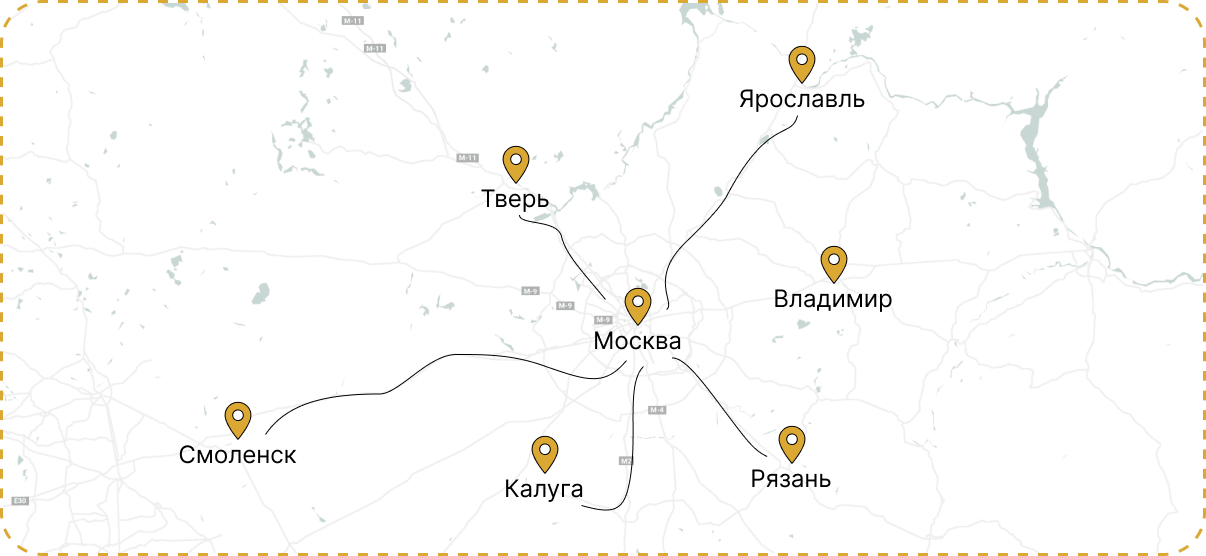 M-11
M-11
Ярославль
M-11
Тверь
M-9
Владимир
M-9
M-9
Москва
M-4
Смоленск
M2
Калуга
Рязань
E30